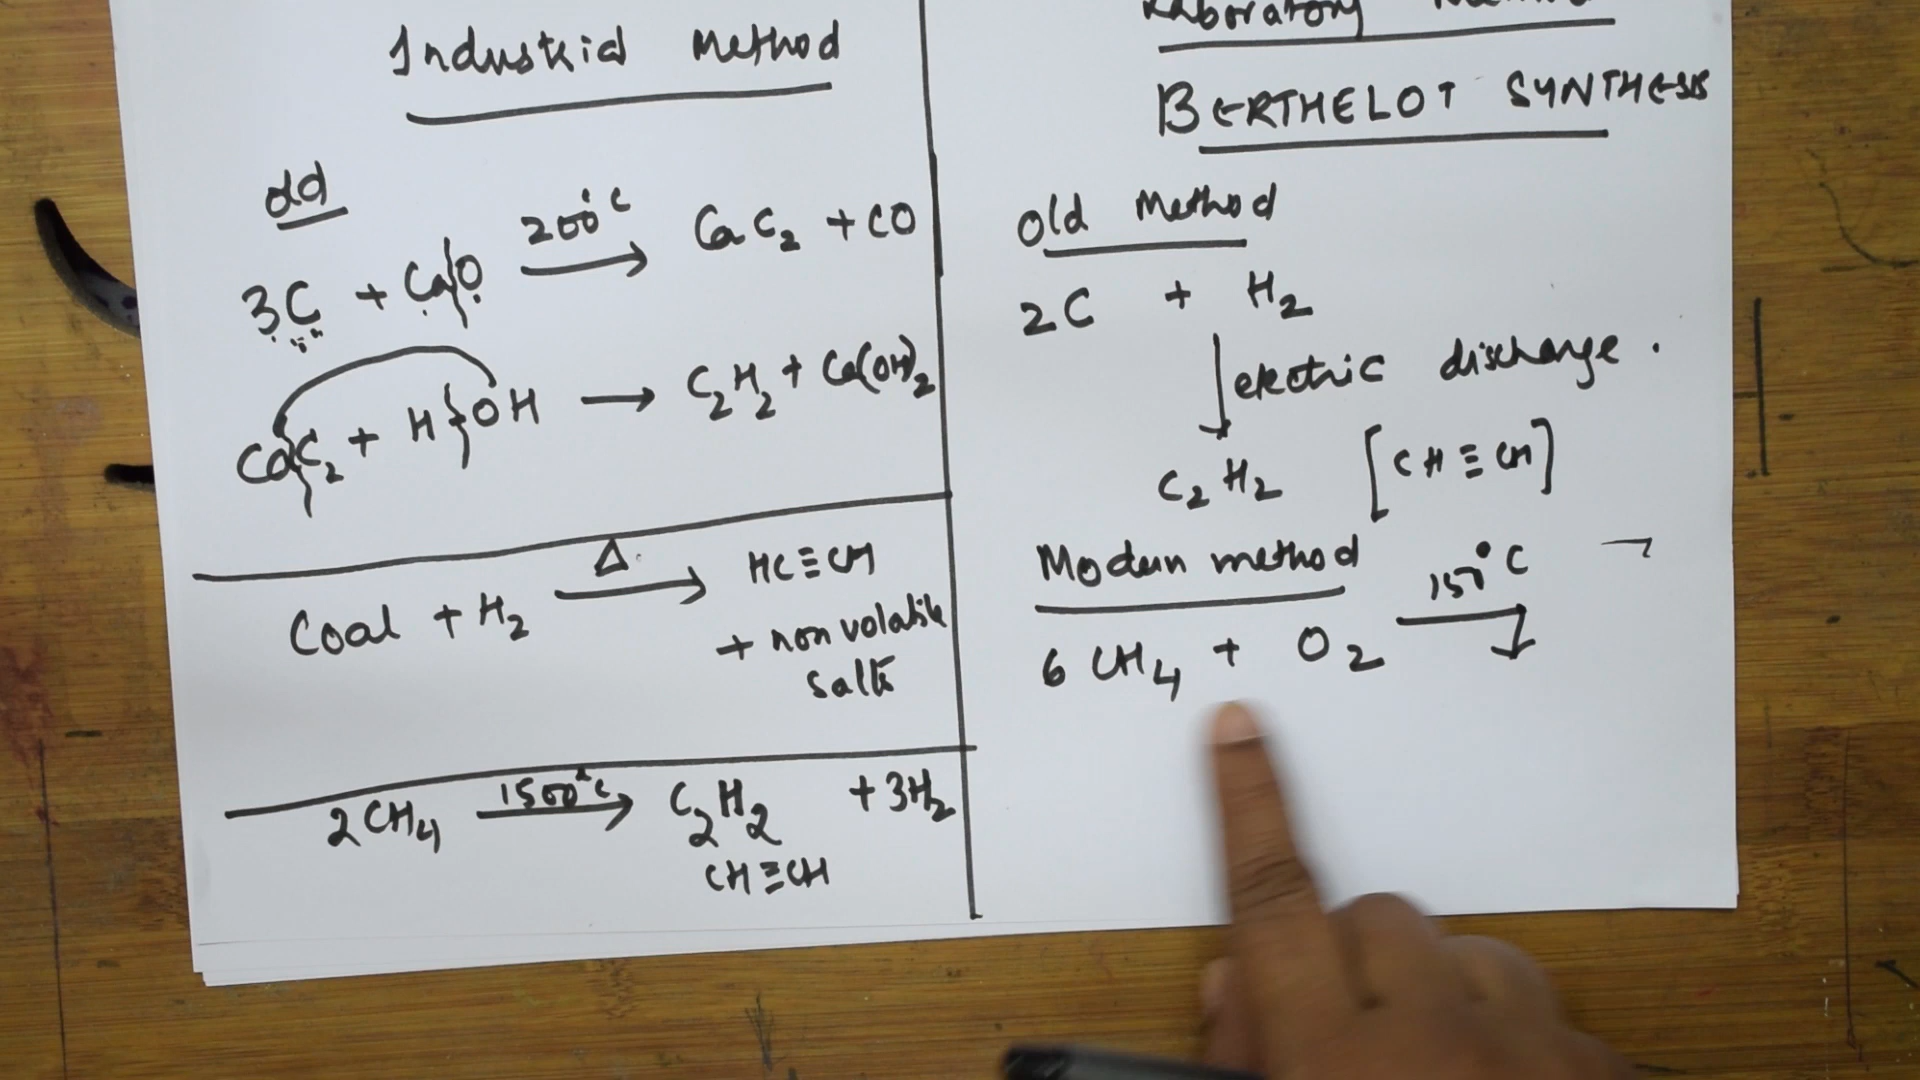 Industrial Method
old
3C + CaO 200°C → CaC₂ + CO
CaC₂ + HOH → C₂H₂ + Ca(OH)₂
Coal + H₂ Δ → HC≡CH
+ non volatile
salts
2CH₄ 1500°C → C₂H₂ + 3H₂
CH≡CH
Laboratory
BERTHELOT SYNTHESIS
Old Method
2C + H₂
↓ electric discharge.
C₂H₂ [CH≡CH]
Modern method
6 CH₄ + O₂ 150°C →